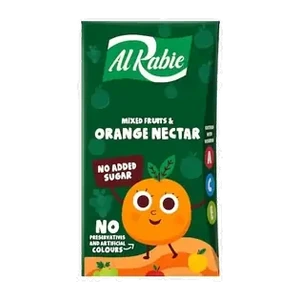 Al Rabie
MIXED FRUITS &
ORANGE NECTAR
NO ADDED
SUGAR
A
C
E
NO
PRESERVATIVES
AND ARTIFICIAL
COLOURS